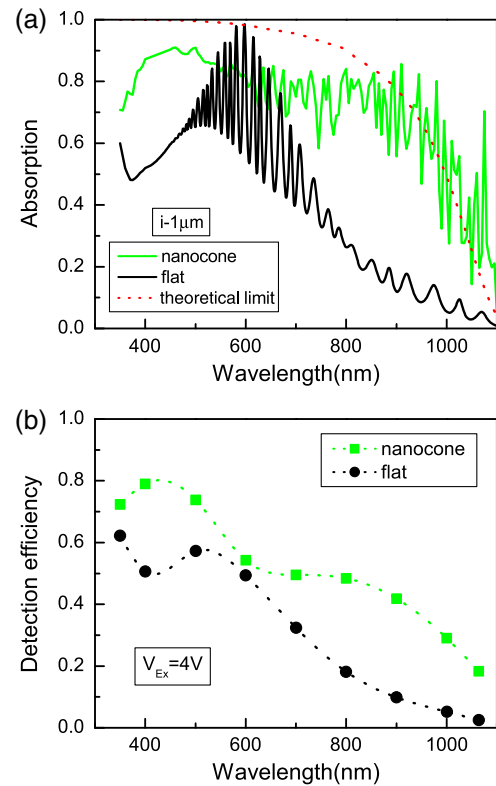 (a)
1.0
0.8
0.6
0.4
0.2
0.0
Absorption
i-1μm
nanocone
flat
theoretical limit
400 600 800 1000
Wavelength(nm)
(b)
1.0
0.8
0.6
0.4
0.2
0.0
Detection efficiency
nanocone
flat
V_Ex=4V
400 600 800 1000
Wavelength(nm)